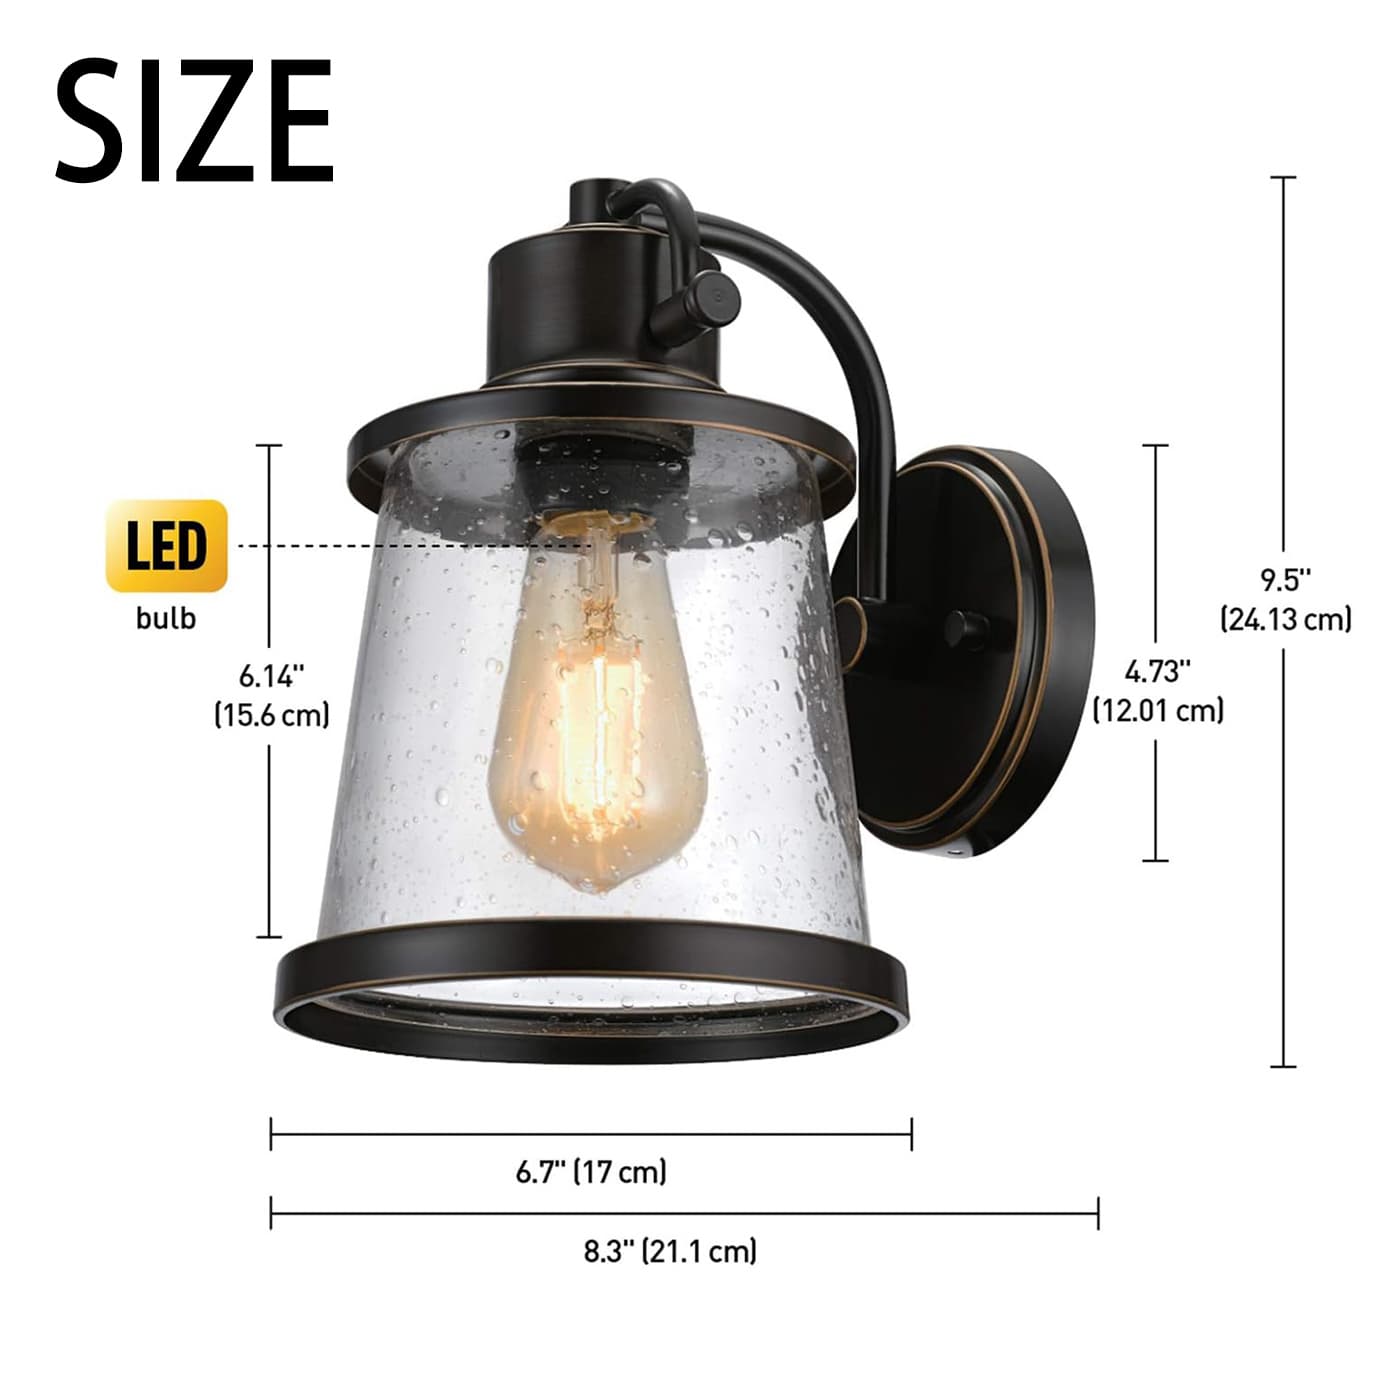 SIZE
LED
bulb
6.14"
(15.6 cm)
4.73"
(12.01 cm)
9.5"
(24.13 cm)
6.7" (17 cm)
8.3" (21.1 cm)